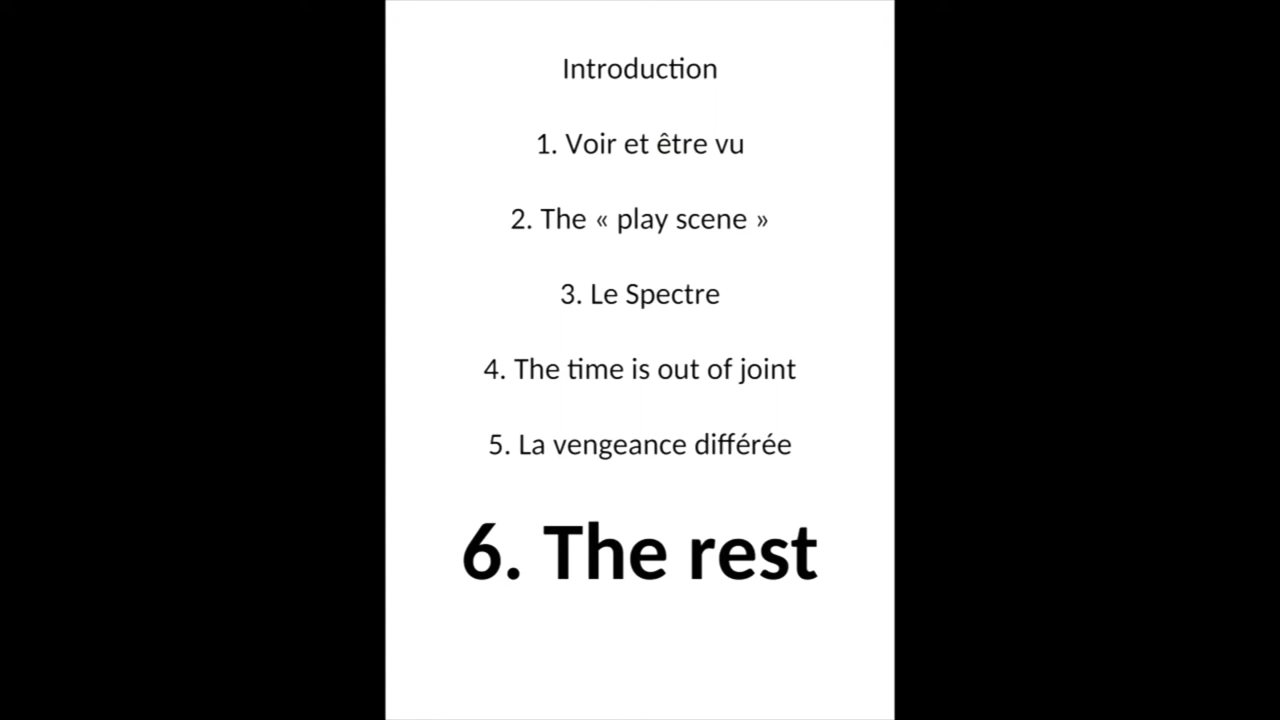 Introduction
1. Voir et être vu
2. The « play scene »
3. Le Spectre
4. The time is out of joint
5. La vengeance différée
6. The rest